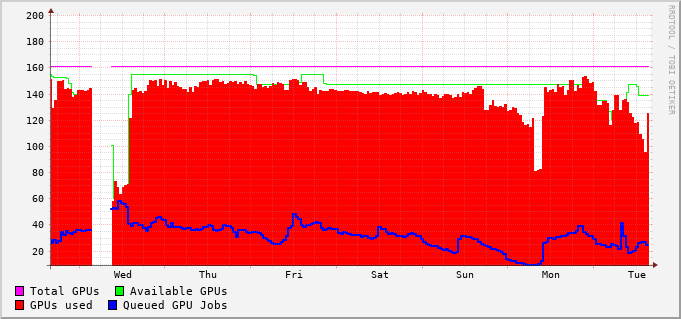 200
180
160
140
120
100
80
60
40
20
Wed Thu Fri Sat Sun Mon Tue
Total GPUs Available GPUs
GPUs used Queued GPU Jobs
RRDTOOL / TOBI OETIKER